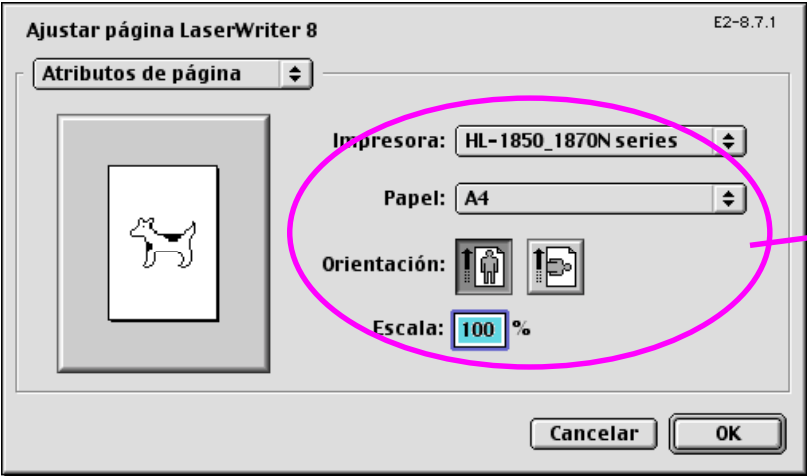 Ajustar página LaserWriter 8
E2-8.7.1
Atributos de página
Impresora: HL-1850_1870N series
Papel: A4
Orientación:
Escala: 100 %
Cancelar OK